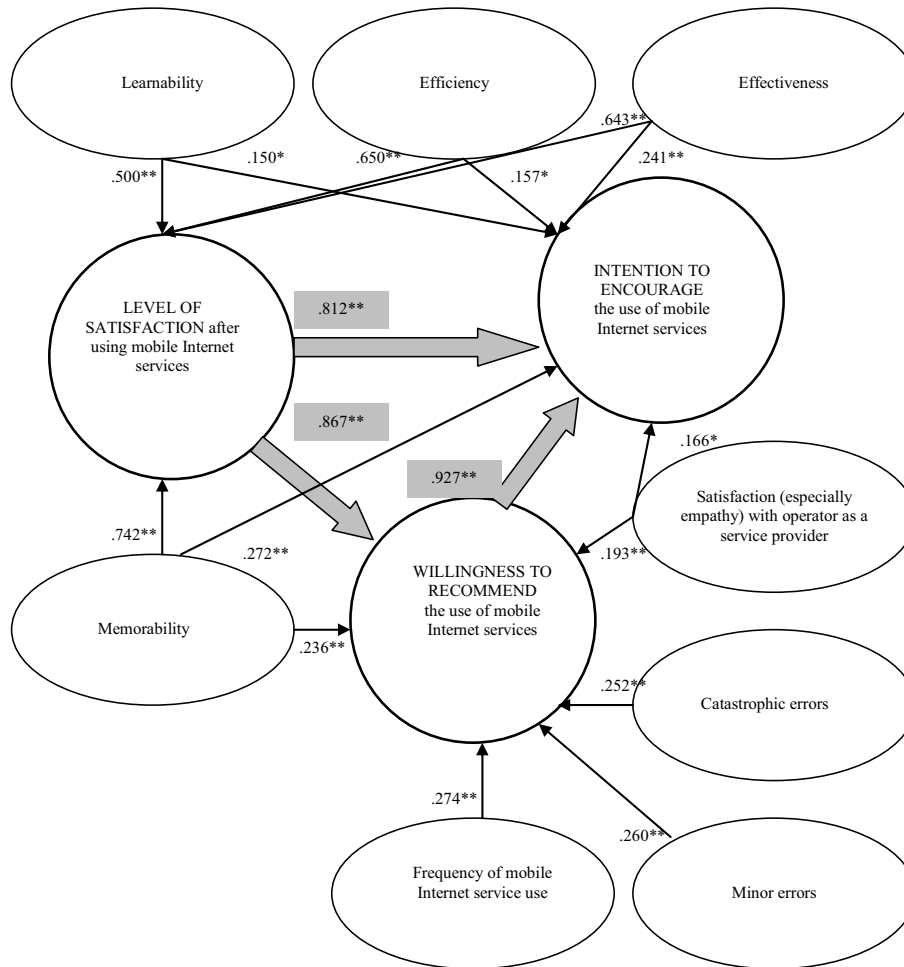 Learnability
Efficiency
Effectiveness
.643**
.150*
.650**
.241**
.500**
.157*
INTENTION TO
ENCOURAGE
the use of mobile
Internet services
LEVEL OF
SATISFACTION after
using mobile Internet
services
.812**
.867**
.927**
.166*
Satisfaction (especially
empathy) with operator as a
service provider
.742**
.272**
.193**
WILLINGNESS TO
RECOMMEND
the use of mobile
Internet services
Memorability
.236**
.252**
Catastrophic errors
.274**
.260**
Frequency of mobile
Internet service use
Minor errors